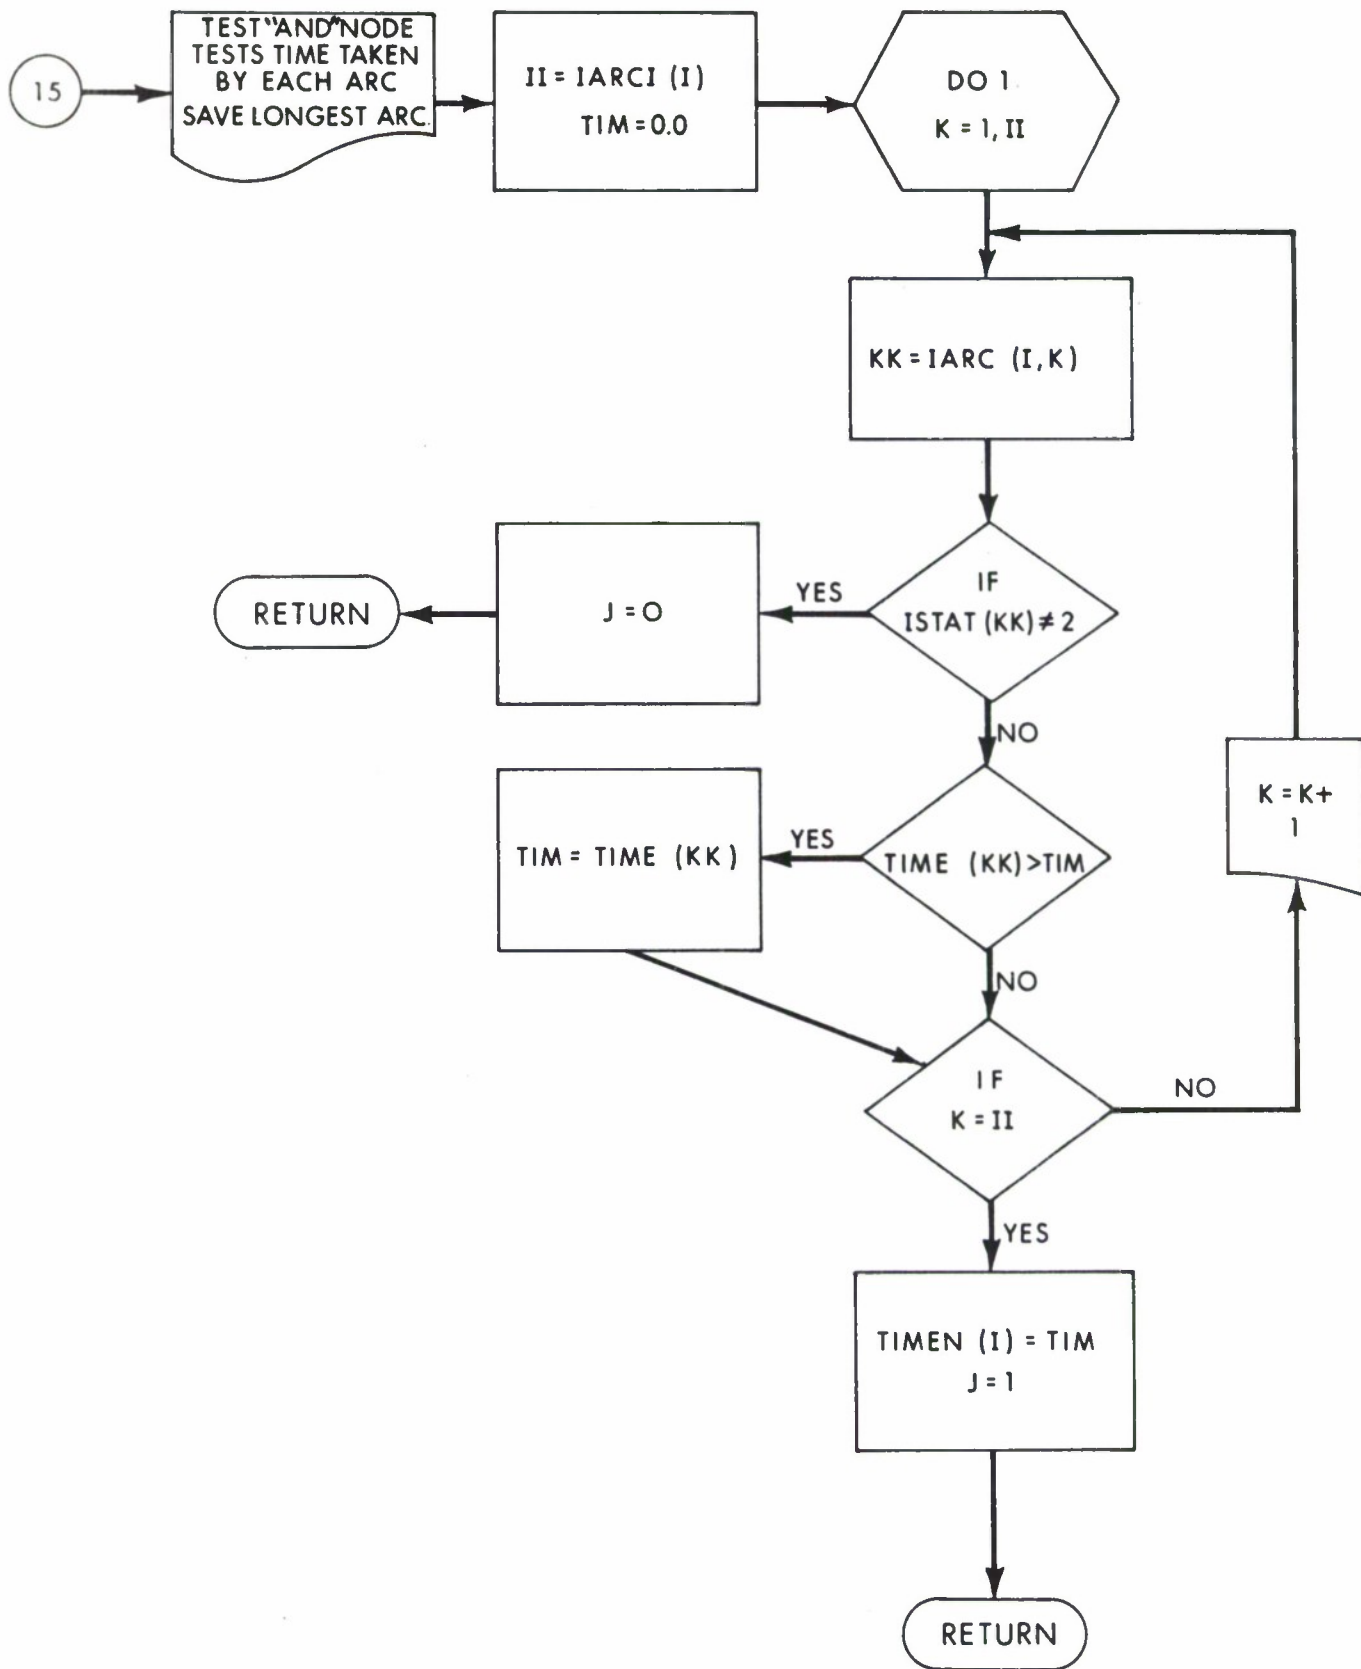 15
TEST "AND" NODE
TESTS TIME TAKEN
BY EACH ARC
SAVE LONGEST ARC.
II = IARCI (I)
TIM = 0.0
DO 1
K = 1, II
KK = IARC (I, K)
IF
ISTAT (KK) ≠ 2
YES
J = 0
RETURN
NO
TIME (KK) > TIM
YES
TIM = TIME (KK)
K = K +
1
NO
IF
K = II
NO
YES
TIMEN (I) = TIM
J = 1
RETURN